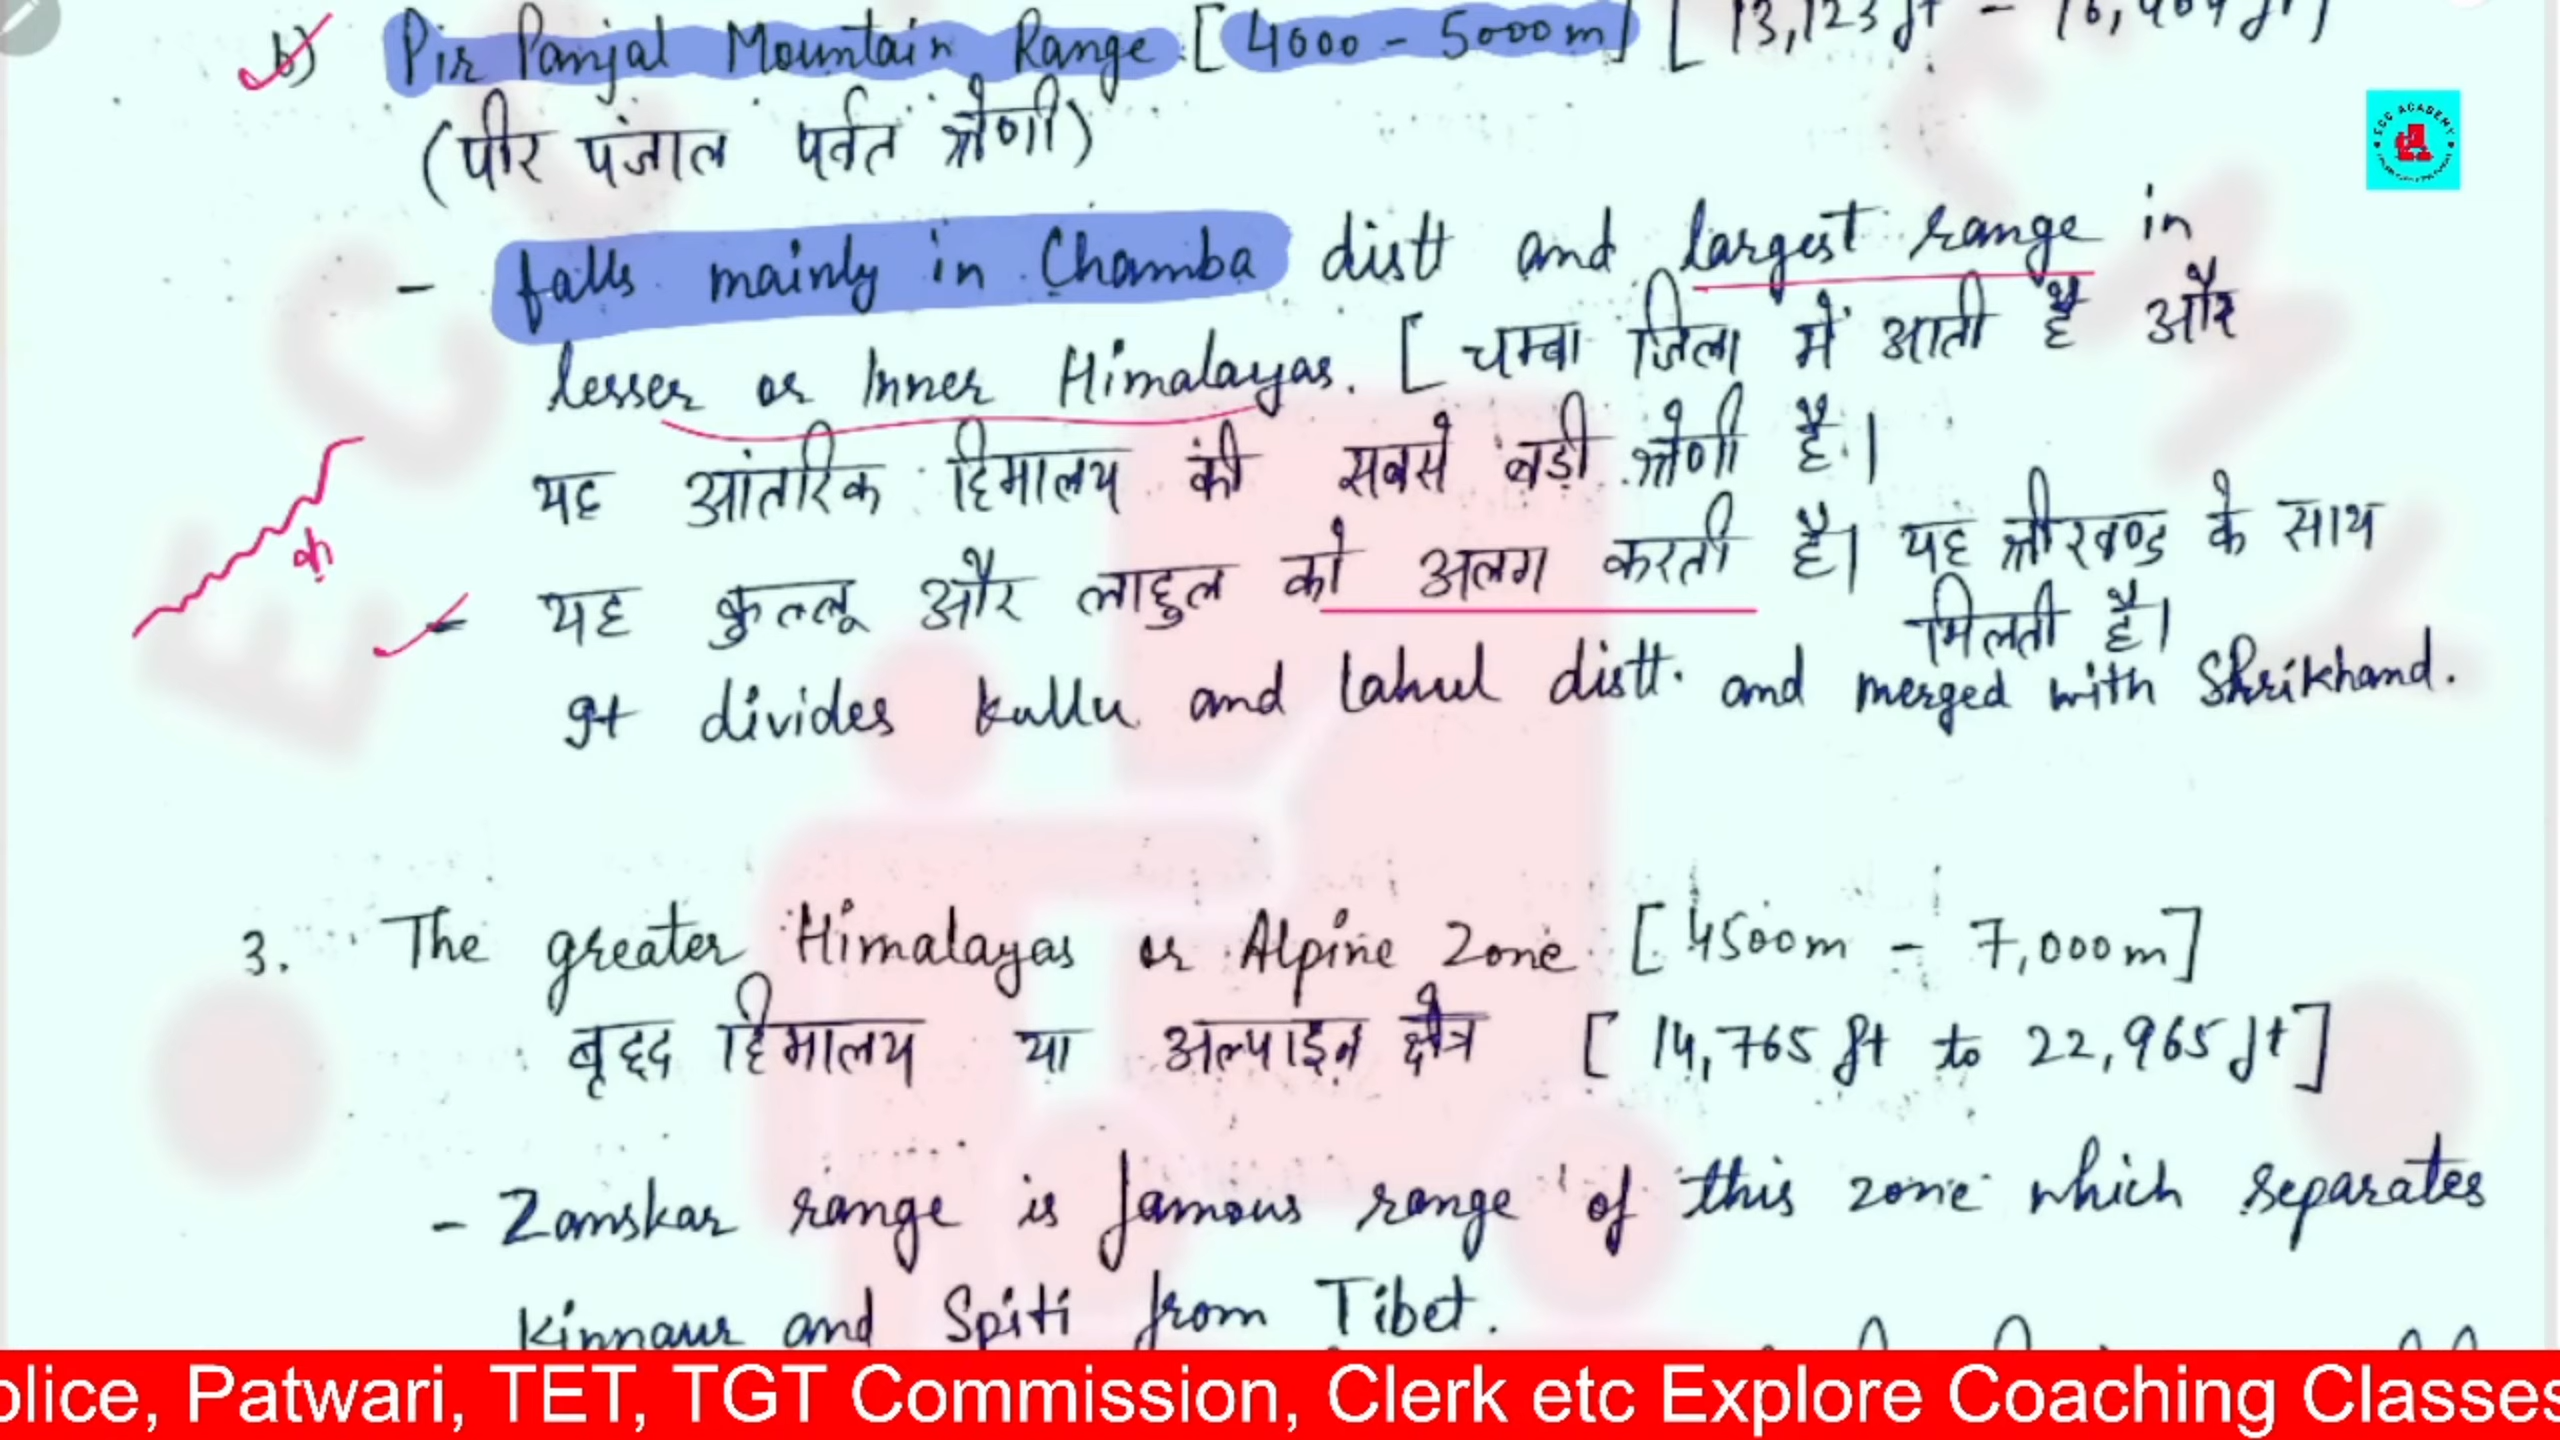 b) Pir Panjal Mountain Range [4000 - 5000m] [13,123 ft - 16,404 ft]
(पीर पंजाल पर्वत श्रेणी)
ECC ACADEMY
- falls mainly in Chamba distt and largest range in
lesser or Inner Himalayas. [चम्बा जिला में आती है और
यह आंतरिक हिमालय की सबसे बड़ी श्रेणी है।
- यह कुल्लू और लाहुल को अलग करती है। यह श्रीखण्ड के साथ
मिलती है।
It divides Kullu and Lahul distt. and merged with Shrikhand.
3. The greater Himalayas or Alpine Zone [4500m - 7,000m]
बृहद हिमालय या अल्पाइन क्षेत्र [14,765 ft to 22,965 ft]
- Zanskar range is famous range of this zone which separates
Kinnaur and Spiti from Tibet.
olice, Patwari, TET, TGT Commission, Clerk etc Explore Coaching Classes